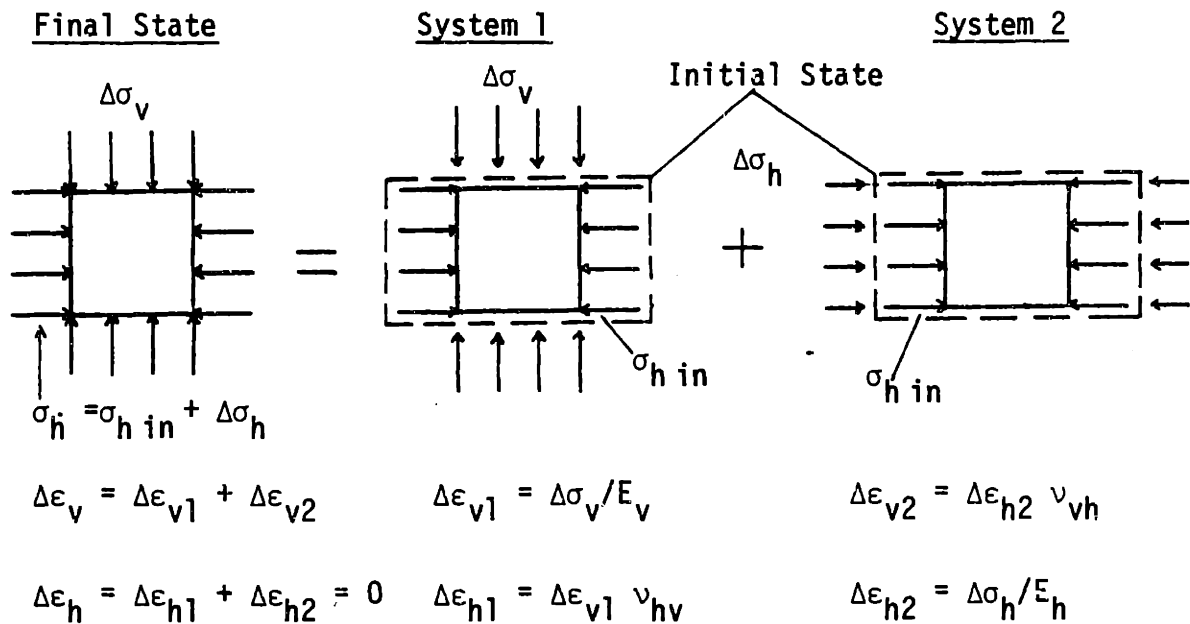 Final State
System 1
System 2
Δσv
Δσv
Initial State
Δσh
σh in
σh in
σh = σh in + Δσh
Δεv = Δεv1 + Δεv2
Δεv1 = Δσv/Ev
Δεv2 = Δεh2 νvh
Δεh = Δεh1 + Δεh2 = 0
Δεh1 = Δεv1 νhv
Δεh2 = Δσh/Eh